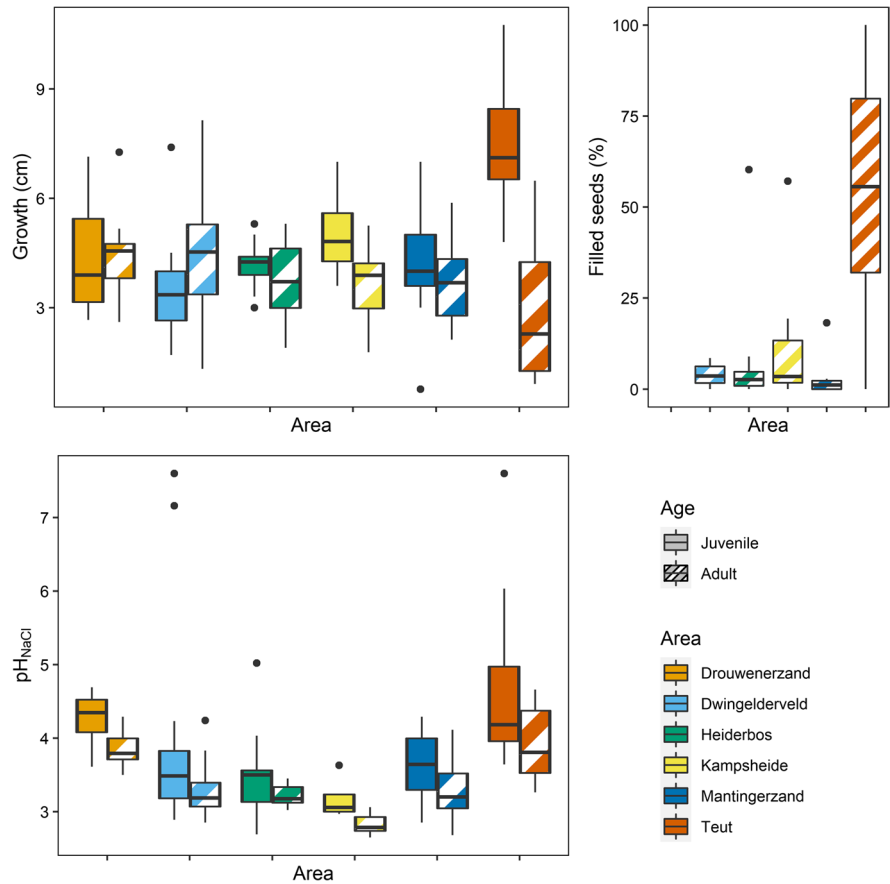 Growth (cm)
9
6
3
Area
Filled seeds (%)
100
75
50
25
0
Area
pHNaCl
7
6
5
4
3
Area
Age
Juvenile
Adult
Area
Drouwenerzand
Dwingelderveld
Heiderbos
Kampsheide
Mantingerzand
Teut